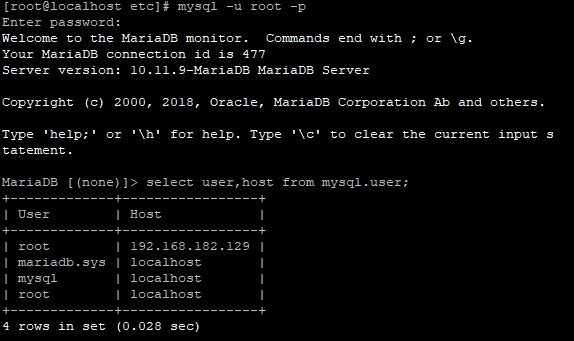 [root@localhost etc]# mysql -u root -p
Enter password:
Welcome to the MariaDB monitor.  Commands end with ; or \g.
Your MariaDB connection id is 477
Server version: 10.11.9-MariaDB MariaDB Server

Copyright (c) 2000, 2018, Oracle, MariaDB Corporation Ab and others.

Type 'help;' or '\h' for help. Type '\c' to clear the current input s
tatement.

MariaDB [(none)]> select user,host from mysql.user;
+-------------+-----------------+
| User        | Host            |
+-------------+-----------------+
| root        | 192.168.182.129 |
| mariadb.sys | localhost       |
| mysql       | localhost       |
| root        | localhost       |
+-------------+-----------------+
4 rows in set (0.028 sec)